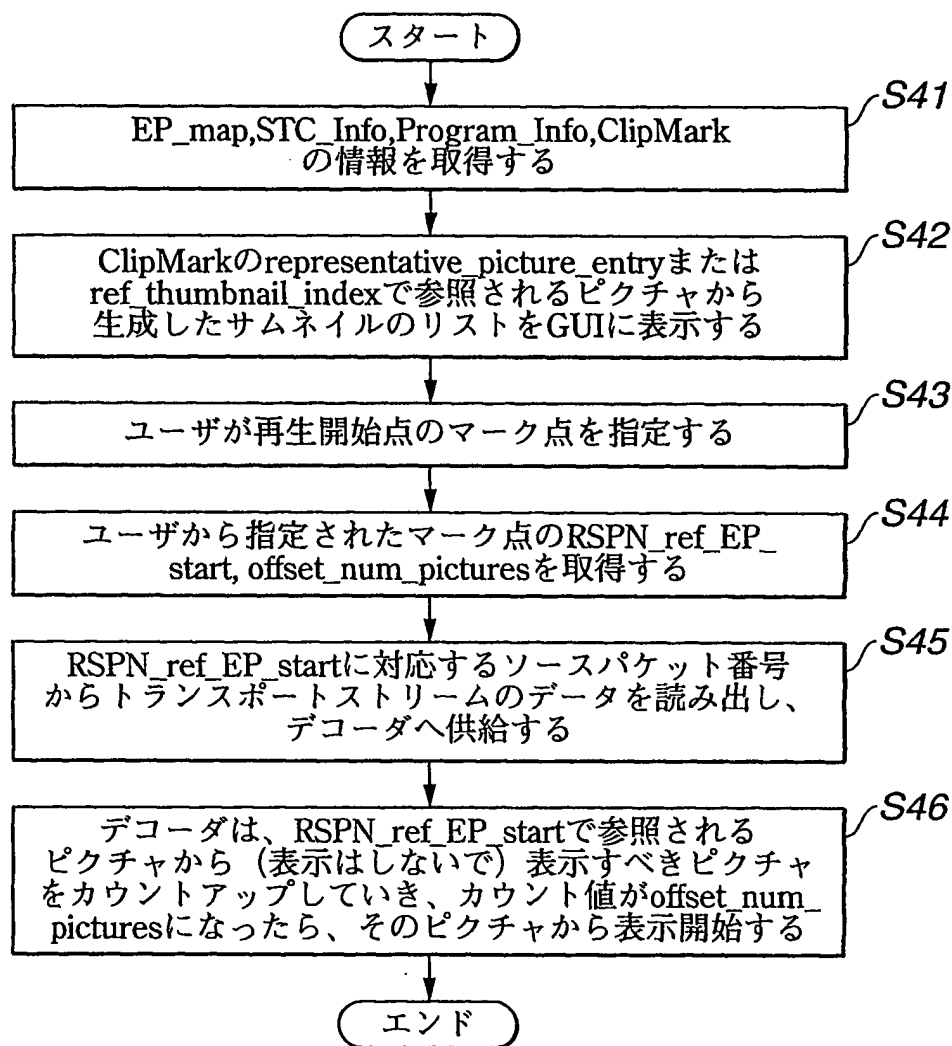 スタート
S41
EP_map,STC_Info,Program_Info,ClipMark
の情報を取得する
S42
ClipMarkのrepresentative_picture_entryまたは
ref_thumbnail_indexで参照されるピクチャから
生成したサムネイルのリストをGUIに表示する
S43
ユーザが再生開始点のマーク点を指定する
S44
ユーザから指定されたマーク点のRSPN_ref_EP_
start, offset_num_picturesを取得する
S45
RSPN_ref_EP_startに対応するソースパケット番号
からトランスポートストリームのデータを読み出し、
デコーダへ供給する
S46
デコーダは、RSPN_ref_EP_startで参照される
ピクチャから（表示はしないで）表示すべきピクチャ
をカウントアップしていき、カウント値がoffset_num_
picturesになったら、そのピクチャから表示開始する
エンド